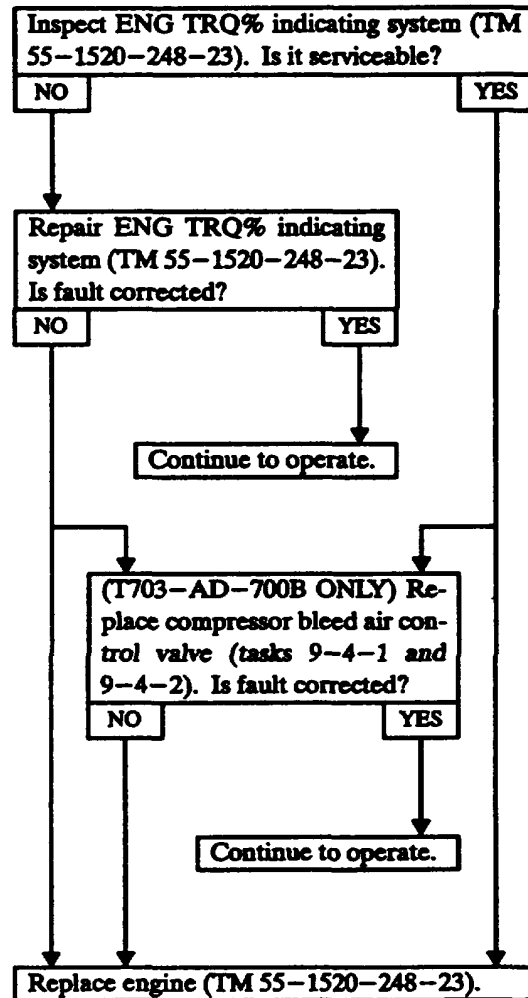 Inspect ENG TRQ% indicating system (TM
55–1520–248–23). Is it serviceable?
NO
YES
Repair ENG TRQ% indicating
system (TM 55–1520–248–23).
Is fault corrected?
NO
YES
Continue to operate.
(T703–AD–700B ONLY) Re-
place compressor bleed air con-
trol valve (tasks 9–4–1 and
9–4–2). Is fault corrected?
NO
YES
Continue to operate.
Replace engine (TM 55–1520–248–23).